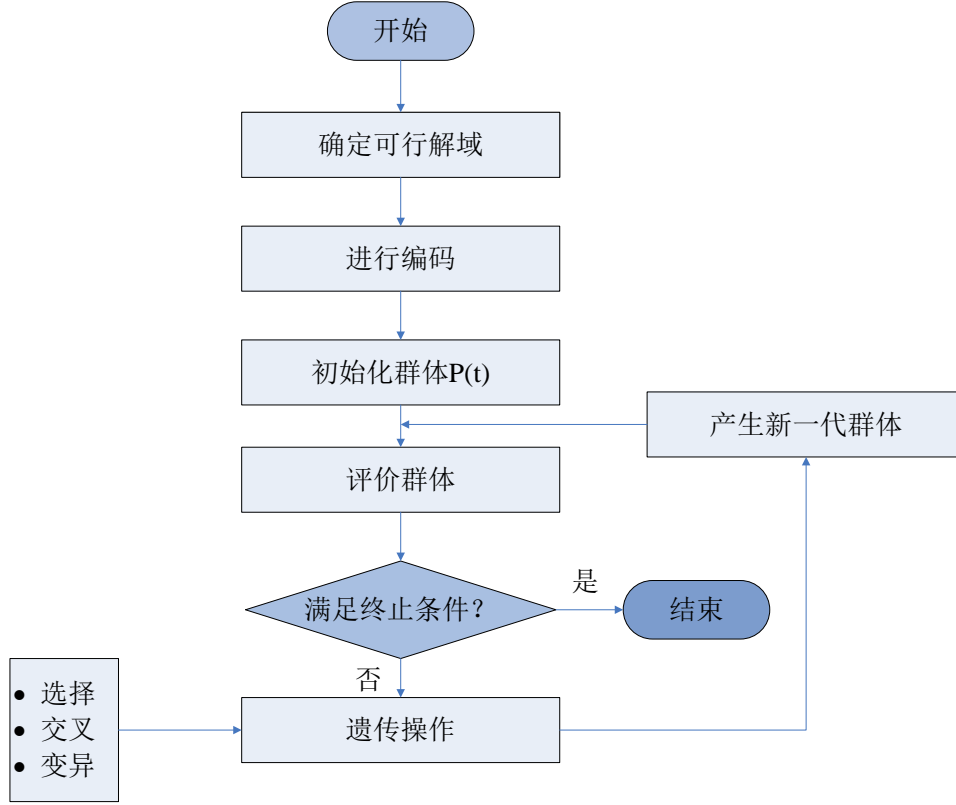 开始
确定可行解域
进行编码
初始化群体P(t)
产生新一代群体
评价群体
满足终止条件？
是
结束
否
• 选择
• 交叉
• 变异
遗传操作